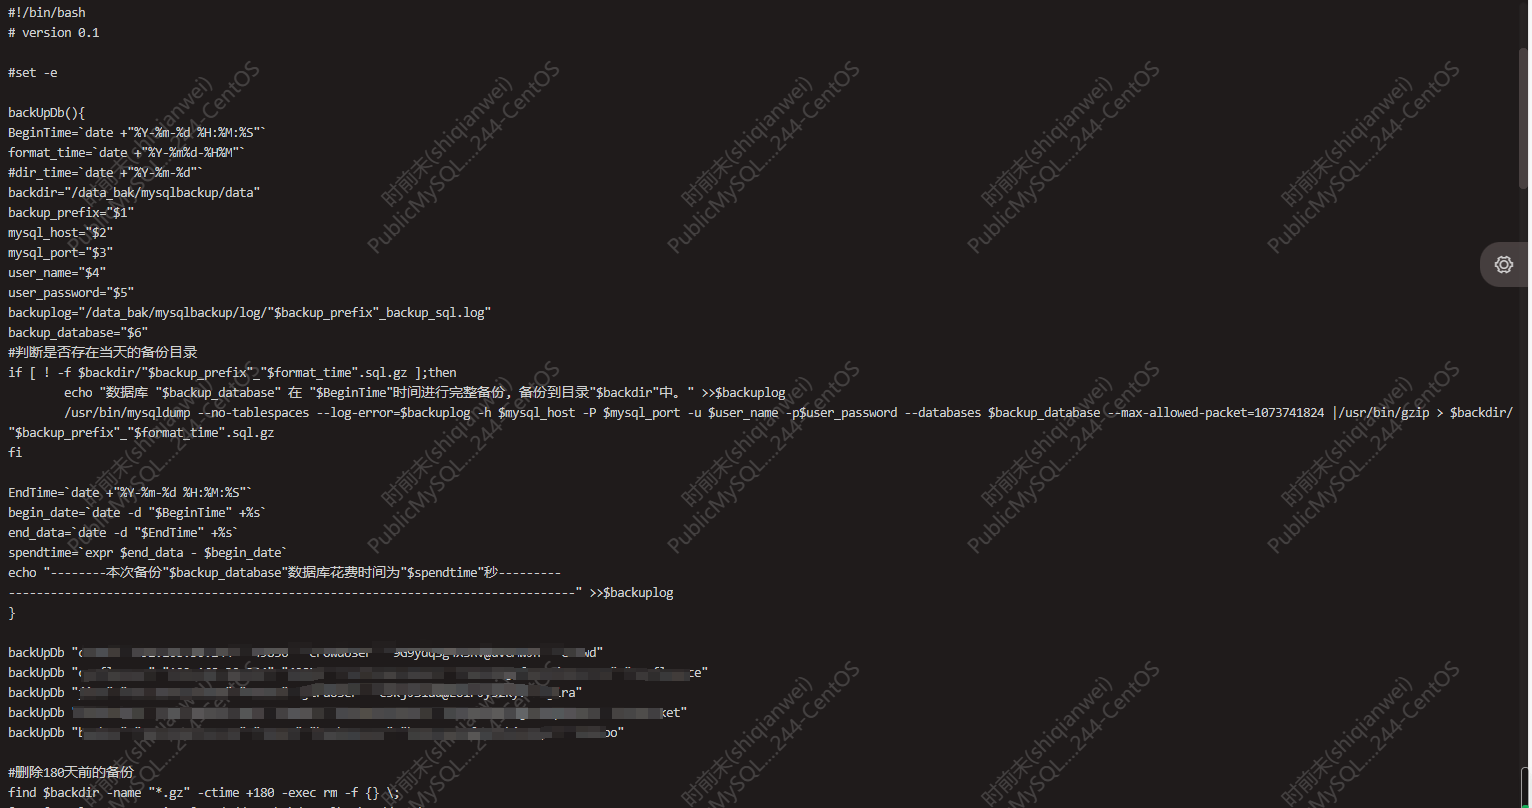 #!/bin/bash
# version 0.1
#set -e
backUpDb(){
BeginTime=`date +"%Y-%m-%d %H:%M:%S"`
format_time=`date +"%Y-%m%d-%H%M"`
#dir_time=`date +"%Y-%m-%d"`
backdir="/data_bak/mysqlbackup/data"
backup_prefix="$1"
mysql_host="$2"
mysql_port="$3"
user_name="$4"
user_password="$5"
backuplog="/data_bak/mysqlbackup/log/"$backup_prefix"_backup_sql.log"
backup_database="$6"
#判断是否存在当天的备份目录
if [ ! -f $backdir/"$backup_prefix"_"$format_time".sql.gz ];then
        echo "数据库 "$backup_database" 在 "$BeginTime"时间进行完整备份, 备份到目录"$backdir"中。" >>$backuplog
        /usr/bin/mysqldump --no-tablespaces --log-error=$backuplog -h $mysql_host -P $mysql_port -u $user_name -p$user_password --databases $backup_database --max-allowed-packet=1073741824 |/usr/bin/gzip > $backdir/
"$backup_prefix"_"$format_time".sql.gz
fi
EndTime=`date +"%Y-%m-%d %H:%M:%S"`
begin_date=`date -d "$BeginTime" +%s`
end_data=`date -d "$EndTime" +%s`
spendtime=`expr $end_data - $begin_date`
echo "--------本次备份"$backup_database"数据库花费时间为"$spendtime"秒---------
---------------------------------------------------------------------------------" >>$backuplog
}
backUpDb
backUpDb
backUpDb
backUpDb
backUpDb
#删除180天前的备份
find $backdir -name "*.gz" -ctime +180 -exec rm -f {} \;
时前末(shiqianwei)
PublicMySQL...244-CentOS